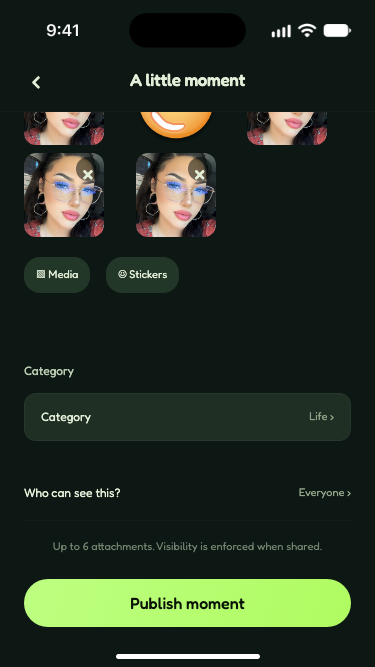 9:41
A little moment
Media
Stickers
Category
Category
Life ›
Who can see this?
Everyone ›
Up to 6 attachments. Visibility is enforced when shared.
Publish moment